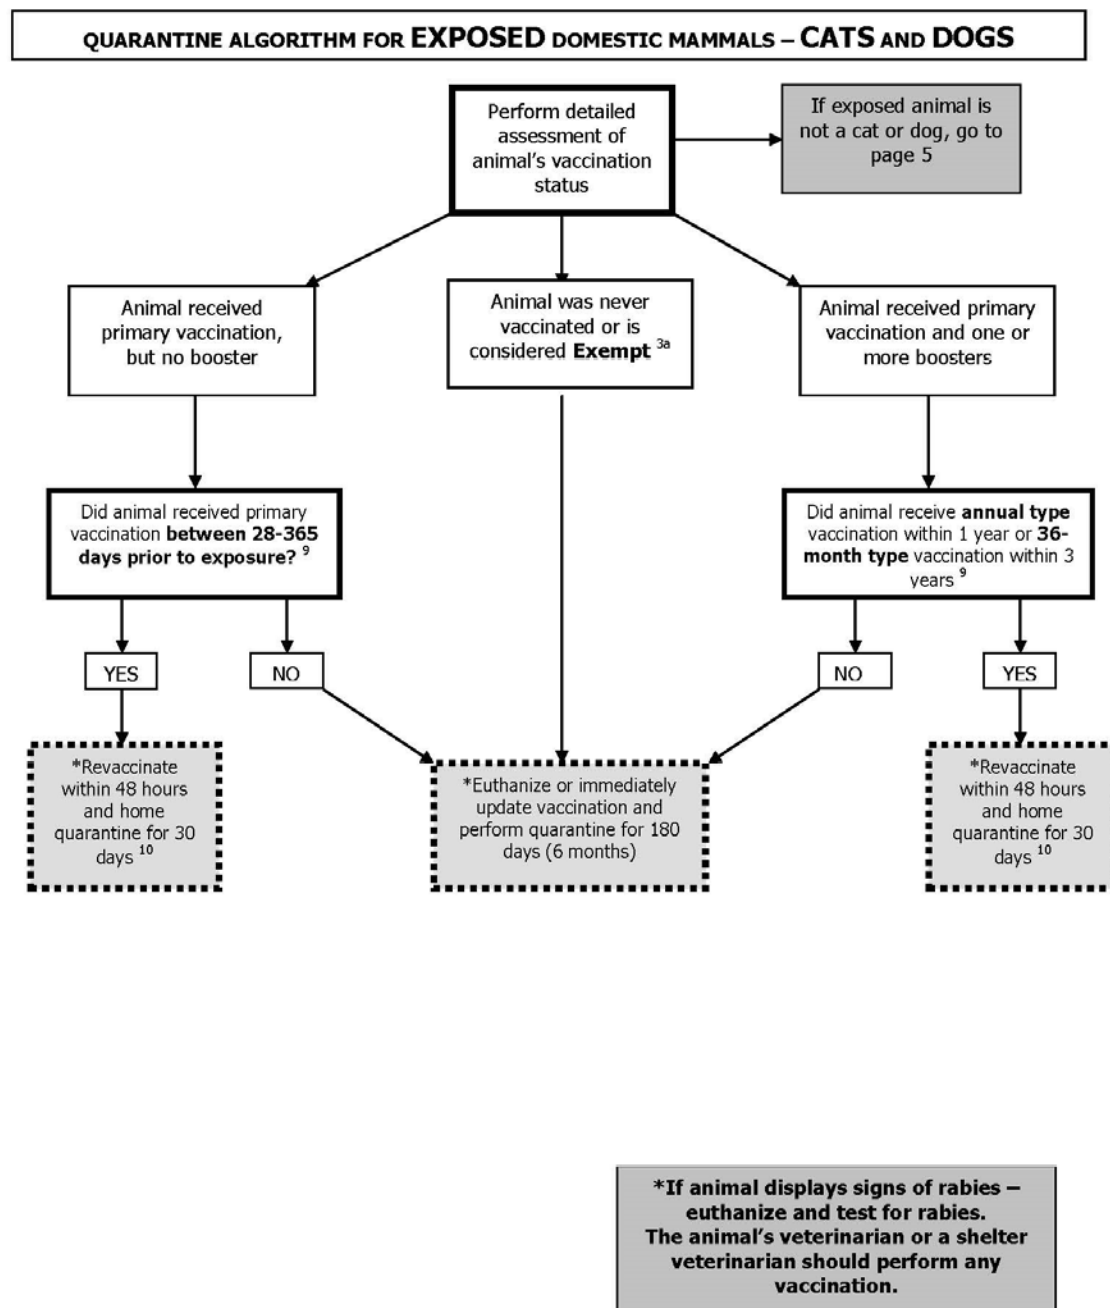 QUARANTINE ALGORITHM FOR EXPOSED DOMESTIC MAMMALS – CATS AND DOGS
Perform detailed
assessment of
animal's vaccination
status
If exposed animal is
not a cat or dog, go to
page 5
Animal received
primary vaccination,
but no booster
Animal was never
vaccinated or is
considered Exempt 3a
Animal received primary
vaccination and one or
more boosters
Did animal received primary
vaccination between 28-365
days prior to exposure? 9
Did animal receive annual type
vaccination within 1 year or 36-
month type vaccination within 3
years 9
YES
NO
NO
YES
*Revaccinate
within 48 hours
and home
quarantine for 30
days 10
*Euthanize or immediately
update vaccination and
perform quarantine for 180
days (6 months)
*Revaccinate
within 48 hours
and home
quarantine for 30
days 10
*If animal displays signs of rabies –
euthanize and test for rabies.
The animal's veterinarian or a shelter
veterinarian should perform any
vaccination.